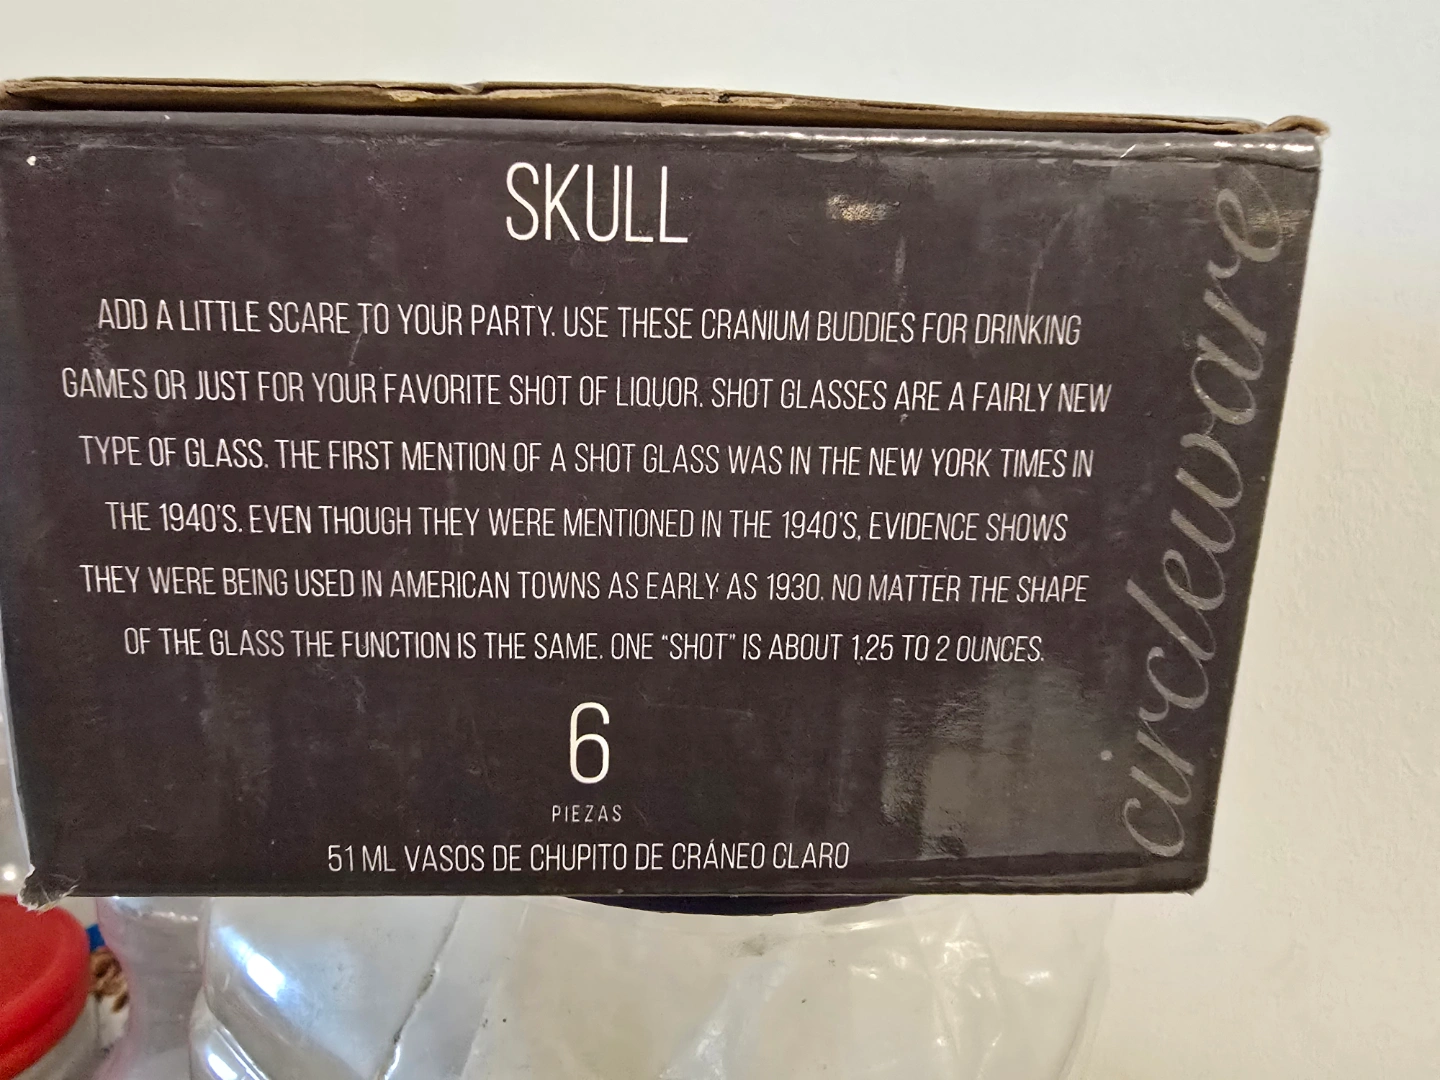 SKULL
ADD A LITTLE SCARE TO YOUR PARTY. USE THESE CRANIUM BUDDIES FOR DRINKING
GAMES OR JUST FOR YOUR FAVORITE SHOT OF LIQUOR. SHOT GLASSES ARE A FAIRLY NEW
TYPE OF GLASS. THE FIRST MENTION OF A SHOT GLASS WAS IN THE NEW YORK TIMES IN
THE 1940'S. EVEN THOUGH THEY WERE MENTIONED IN THE 1940'S, EVIDENCE SHOWS
THEY WERE BEING USED IN AMERICAN TOWNS AS EARLY AS 1930. NO MATTER THE SHAPE
OF THE GLASS THE FUNCTION IS THE SAME. ONE “SHOT” IS ABOUT 1.25 TO 2 OUNCES.
6
PIEZAS
51 ML VASOS DE CHUPITO DE CRÁNEO CLARO
circleware